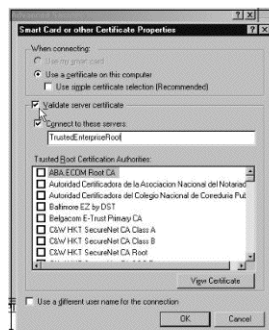 Smart Card or other Certificate Properties
When connecting:
Use my smart card
Use a certificate on this computer
Use simple certificate selection (Recommended)
Validate server certificate
Connect to these servers:
TrustedEnterpriseRoot
Trusted Root Certification Authorities:
ABA.ECOM Root CA
Autoridad Certificadora de la Asociacion Nacional del Notariad
Autoridad Certificadora del Colegio Nacional de Correduria Pub
Baltimore EZ by DST
Belgacom E-Trust Primary CA
C&W HKT SecureNet CA Class A
C&W HKT SecureNet CA Class B
C&W HKT SecureNet CA Root
View Certificate
Use a different user name for the connection
OK
Cancel